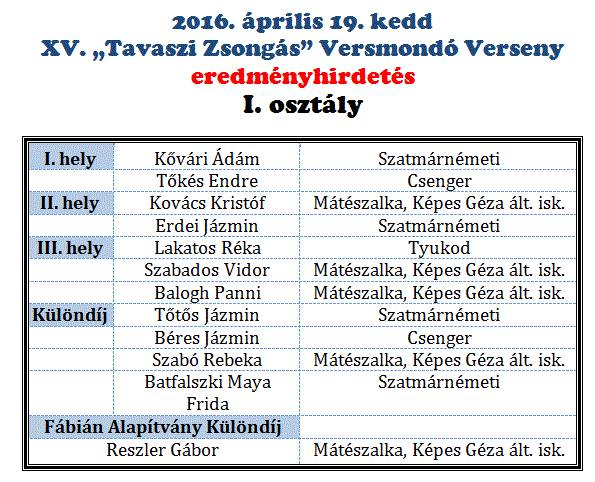 2016. április 19. kedd
XV. „Tavaszi Zsongás” Versmondó Verseny
eredményhirdetés
I. osztály
I. hely Kővári Ádám Szatmárnémeti
Tőkés Endre Csenger
II. hely Kovács Kristóf Mátészalka, Képes Géza ált. isk.
Erdei Jázmin Szatmárnémeti
III. hely Lakatos Réka Tyukod
Szabados Vidor Mátészalka, Képes Géza ált. isk.
Balogh Panni Mátészalka, Képes Géza ált. isk.
Különdíj Tőtős Jázmin Szatmárnémeti
Béres Jázmin Csenger
Szabó Rebeka Mátészalka, Képes Géza ált. isk.
Batfalszki Maya Szatmárnémeti
Frida
Fábián Alapítvány Különdíj
Reszler Gábor Mátészalka, Képes Géza ált. isk.